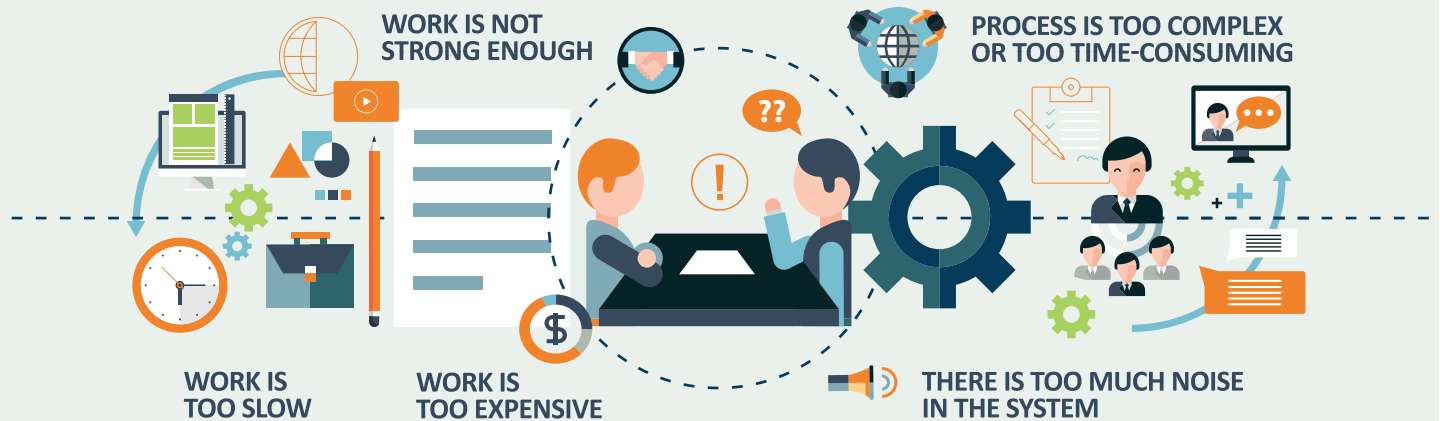 WORK IS NOT
STRONG ENOUGH
PROCESS IS TOO COMPLEX
OR TOO TIME-CONSUMING
??
!
$
WORK IS
TOO SLOW
WORK IS
TOO EXPENSIVE
THERE IS TOO MUCH NOISE
IN THE SYSTEM